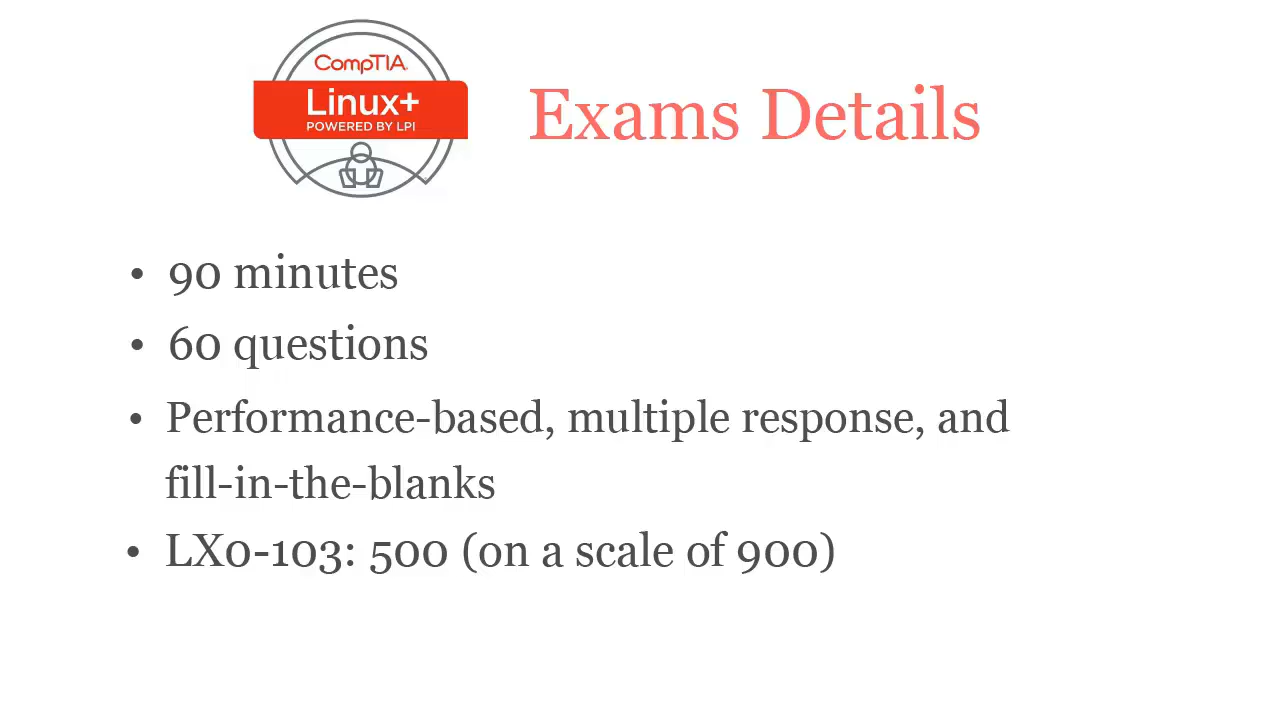 CompTIA.
Linux+
POWERED BY LPI
Exams Details
• 90 minutes
• 60 questions
• Performance-based, multiple response, and
fill-in-the-blanks
• LX0-103: 500 (on a scale of 900)